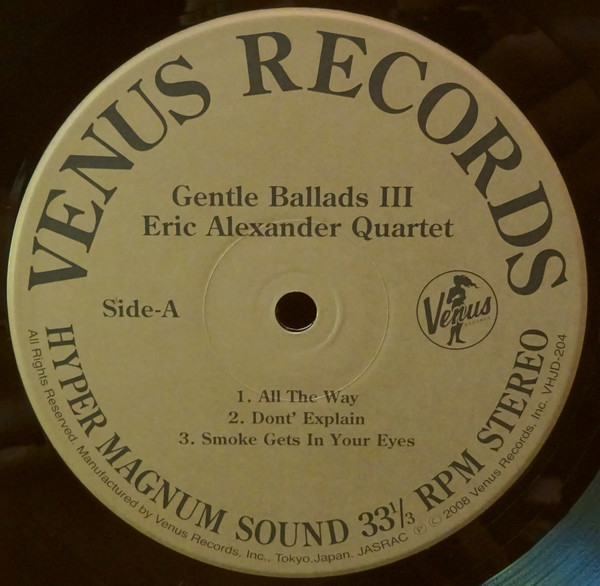 VENUS RECORDS
Gentle Ballads III
Eric Alexander Quartet
Side-A
Venus
RECORDS
1. All The Way
2. Dont' Explain
3. Smoke Gets In Your Eyes
HYPER MAGNUM SOUND 33⅓ RPM STEREO
All Rights Reserved. Manufactured by Venus Records, Inc., Tokyo.Japan. JASRAC Ⓟ © 2008 Venus Records, Inc. VHJD-204